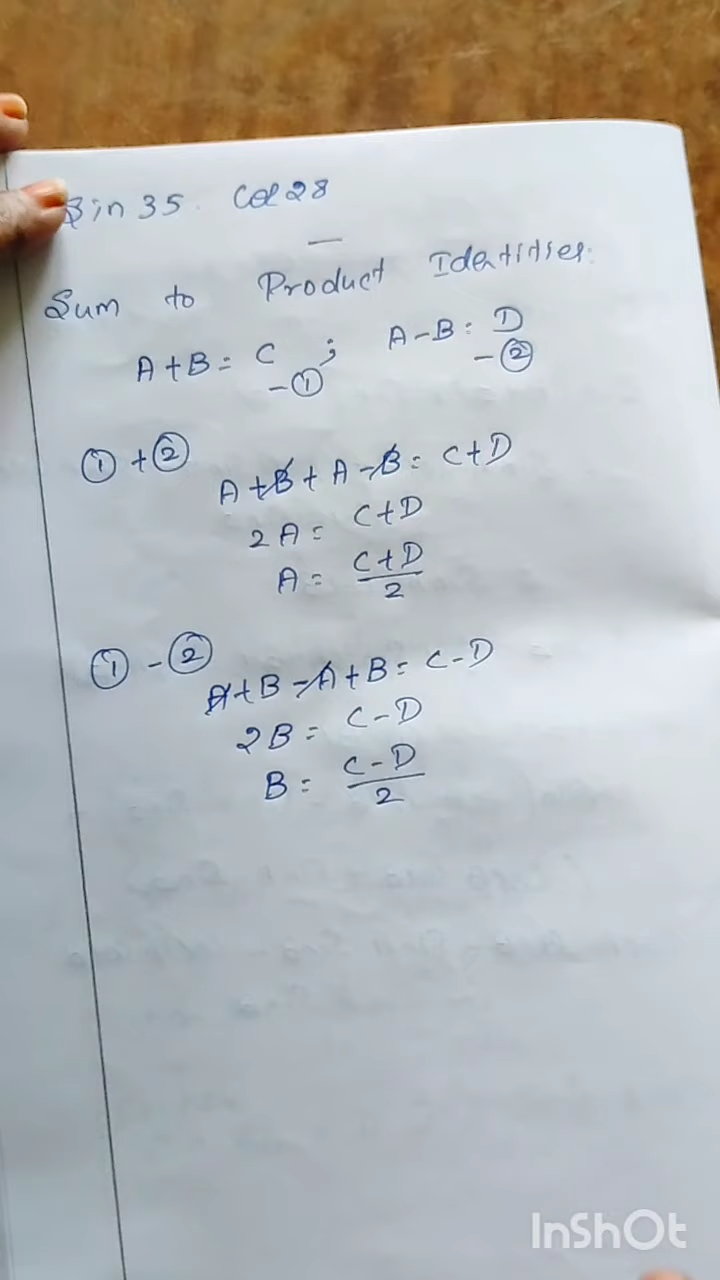 Sin 35. Cos 28
Sum to Product Identities:
A+B = C -① ; A-B = D -②
① + ②
A+B+A-B = C+D
2A = C+D
A = C+D/2
① - ②
A+B-A+B = C-D
2B = C-D
B = C-D/2
InShOt